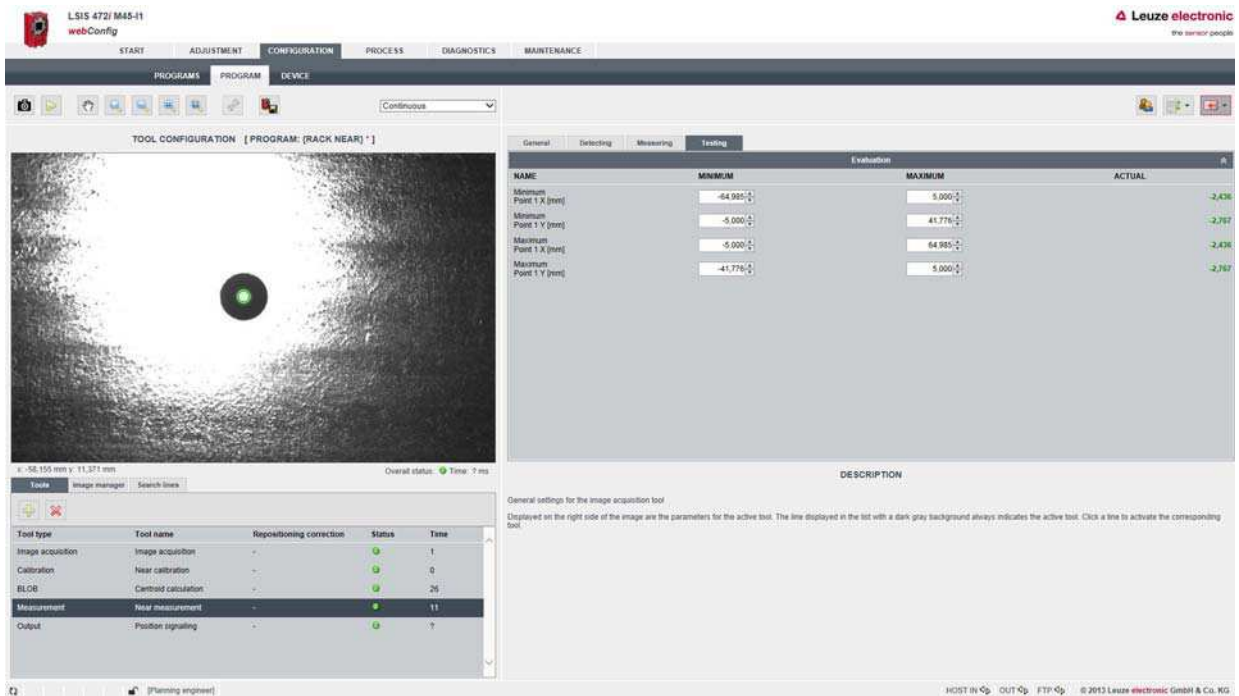 LSIS 472i M45-I1
webConfig
Leuze electronic
the sensor people
START ADJUSTMENT CONFIGURATION PROCESS DIAGNOSTICS MAINTENANCE
PROGRAMS PROGRAM DEVICE
Continuous
TOOL CONFIGURATION [ PROGRAM: (RACK NEAR) * ]
General Detecting Measuring Testing
Evaluation
NAME MINIMUM MAXIMUM ACTUAL
Minimum
Point 1 X [mm] -64,985 5,000 -2,436
Minimum
Point 1 Y [mm] -5,000 41,776 -2,767
Maximum
Point 1 X [mm] -5,000 64,985 -2,436
Maximum
Point 1 Y [mm] -41,776 5,000 -2,767
x: -58,155 mm y: 11,371 mm Overall status: Time: ? ms
Tools Image manager Search lines
Tool type Tool name Repositioning correction Status Time
Image acquisition Image acquisition - 1
Calibration Near calibration - 0
BLOB Centroid calculation - 26
Measurement Near measurement - 11
Output Position signalling - ?
DESCRIPTION
General settings for the image acquisition tool
Displayed on the right side of the image are the parameters for the active tool. The line displayed in the list with a dark gray background always indicates the active tool. Click a line to activate the corresponding
tool.
[Planning engineer] HOST IN OUT FTP © 2013 Leuze electronic GmbH & Co. KG